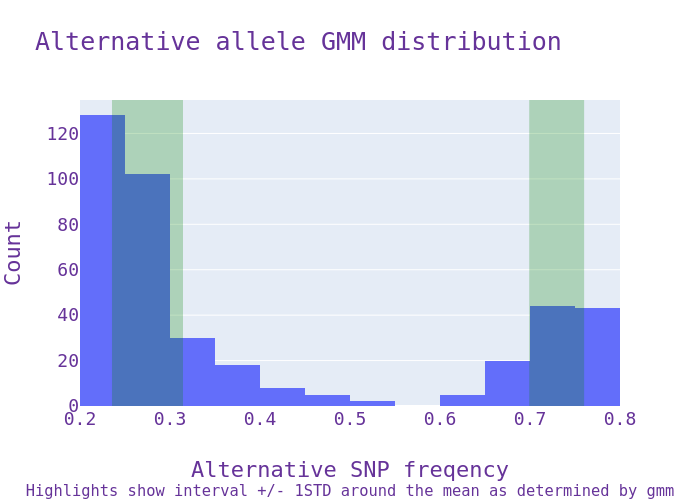 Alternative allele GMM distribution
Count
120
100
80
60
40
20
0
0.2 0.3 0.4 0.5 0.6 0.7 0.8
Alternative SNP freqency
Highlights show interval +/- 1STD around the mean as determined by gmm